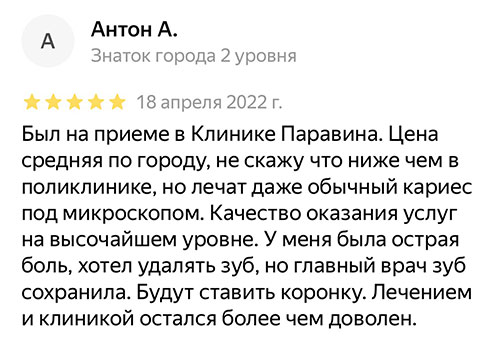 А
Антон А.
Знаток города 2 уровня
18 апреля 2022 г.
Был на приеме в Клинике Паравина. Цена
средняя по городу, не скажу что ниже чем в
поликлинике, но лечат даже обычный кариес
под микроскопом. Качество оказания услуг
на высочайшем уровне. У меня была острая
боль, хотел удалять зуб, но главный врач зуб
сохранила. Будут ставить коронку. Лечением
и клиникой остался более чем доволен.